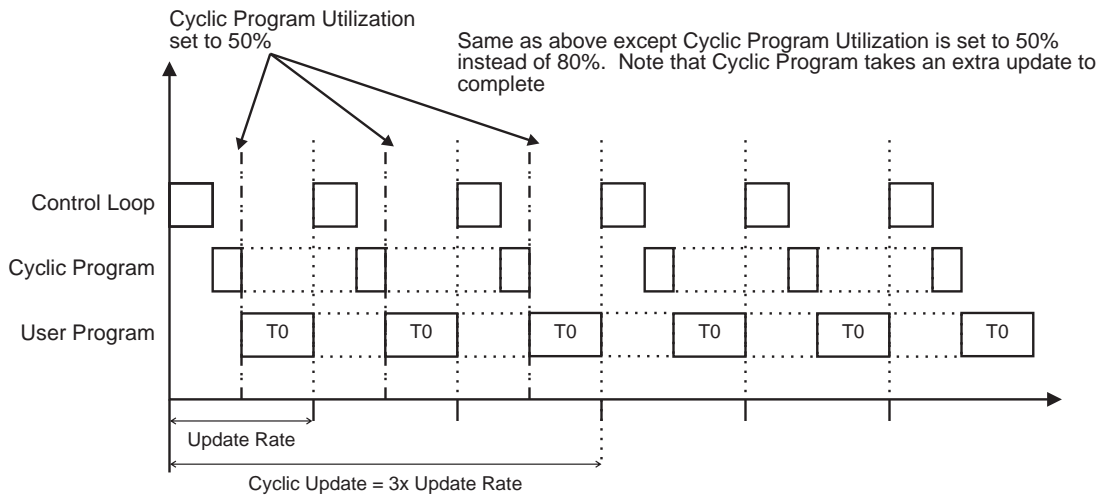 Cyclic Program Utilization
set to 50%
Same as above except Cyclic Program Utilization is set to 50%
instead of 80%.  Note that Cyclic Program takes an extra update to
complete
Control Loop
Cyclic Program
User Program
T0
T0
T0
T0
T0
T0
Update Rate
Cyclic Update = 3x Update Rate